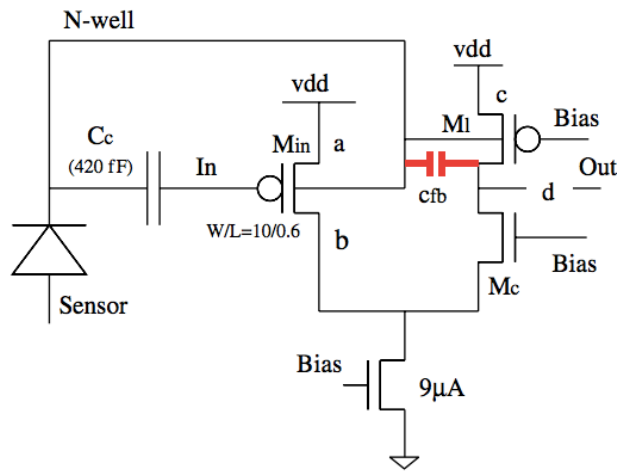 N-well
vdd
vdd
c
Cc
(420 fF)
In
Min
a
Ml
Bias
cfb
d
Out
W/L=10/0.6
b
Bias
Mc
Sensor
Bias
9μA